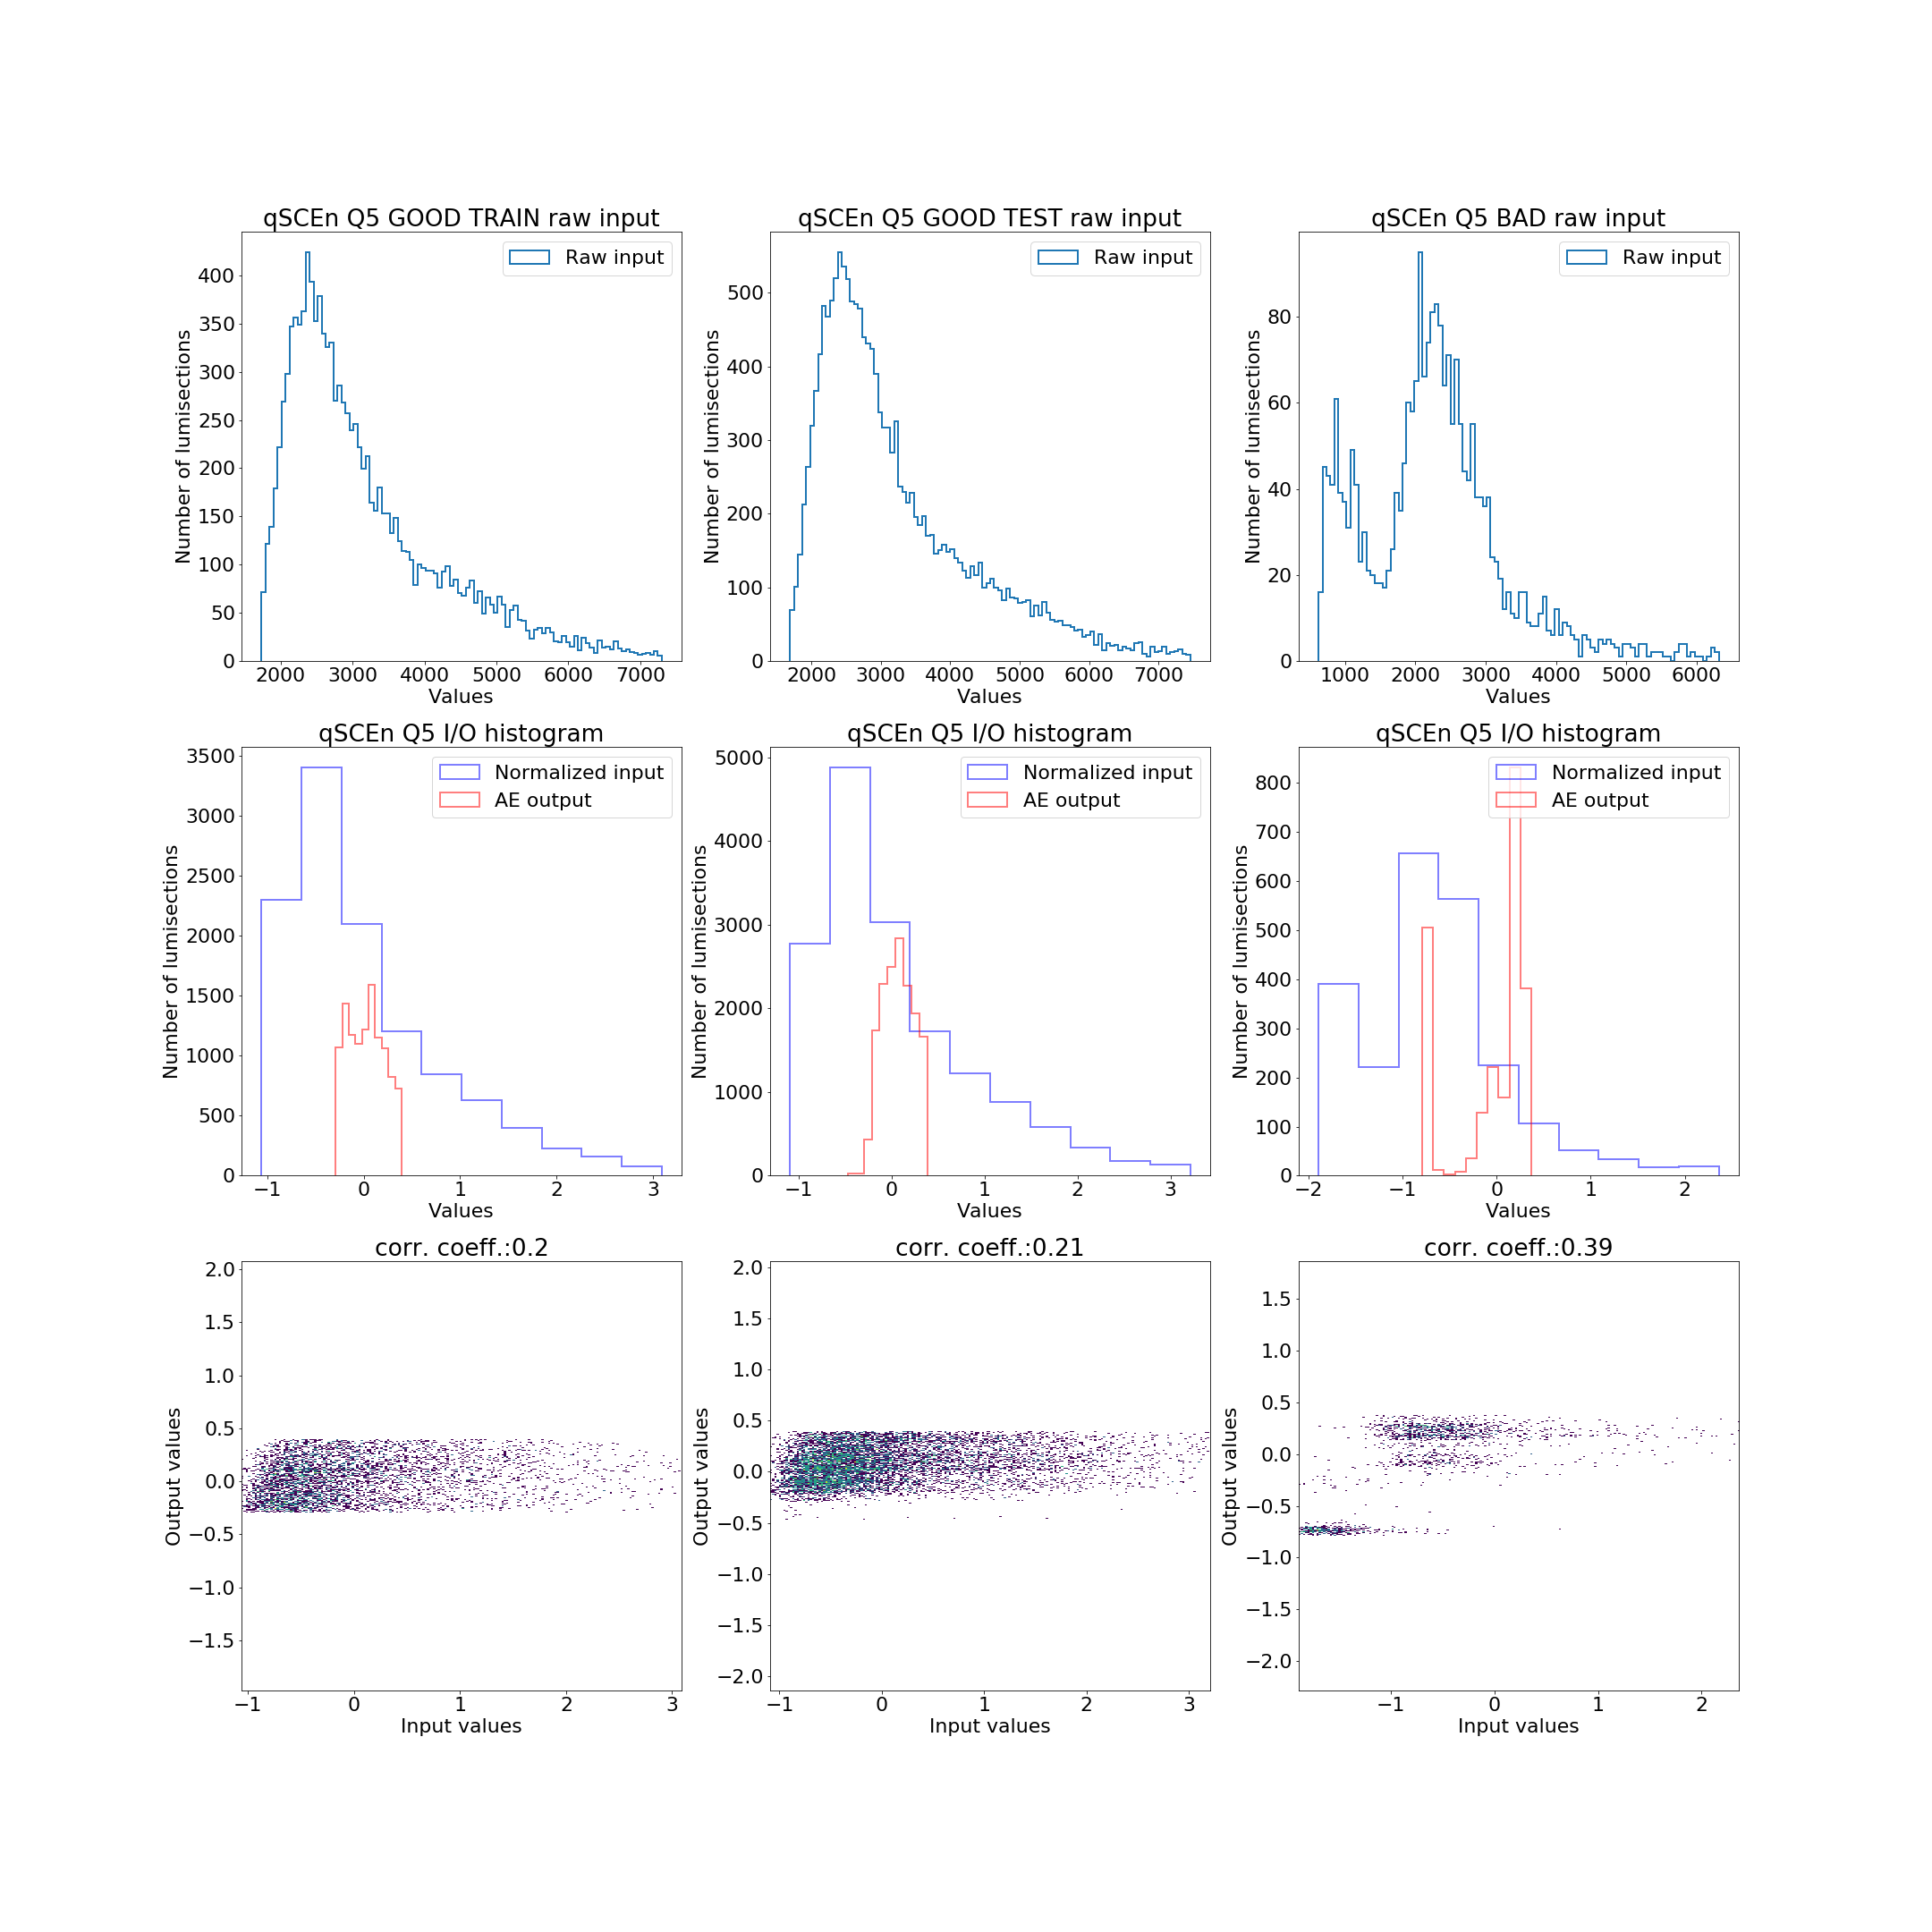 qSCEn Q5 GOOD TRAIN raw input
Raw input
400
350
300
250
200
150
100
50
0
Number of lumisections
2000 3000 4000 5000 6000 7000
Values
qSCEn Q5 GOOD TEST raw input
Raw input
500
400
300
200
100
0
Number of lumisections
2000 3000 4000 5000 6000 7000
Values
qSCEn Q5 BAD raw input
Raw input
80
60
40
20
0
Number of lumisections
1000 2000 3000 4000 5000 6000
Values
qSCEn Q5 I/O histogram
Normalized input
AE output
3500
3000
2500
2000
1500
1000
500
0
Number of lumisections
−1 0 1 2 3
Values
qSCEn Q5 I/O histogram
Normalized input
AE output
5000
4000
3000
2000
1000
0
Number of lumisections
−1 0 1 2 3
Values
qSCEn Q5 I/O histogram
Normalized input
AE output
800
700
600
500
400
300
200
100
0
Number of lumisections
−2 −1 0 1 2
Values
corr. coeff.:0.2
2.0
1.5
1.0
0.5
0.0
−0.5
−1.0
−1.5
Output values
−1 0 1 2 3
Input values
corr. coeff.:0.21
2.0
1.5
1.0
0.5
0.0
−0.5
−1.0
−1.5
−2.0
Output values
−1 0 1 2 3
Input values
corr. coeff.:0.39
1.5
1.0
0.5
0.0
−0.5
−1.0
−1.5
−2.0
Output values
−1 0 1 2
Input values